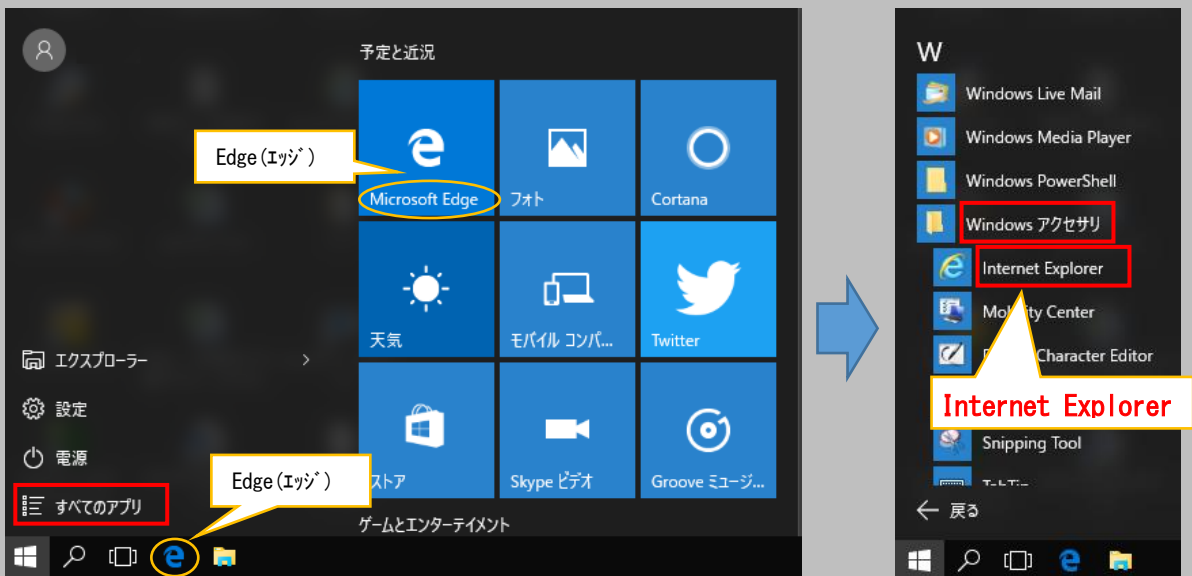 予定と近況
Edge(ｴｯｼﾞ)
Microsoft Edge
フォト
Cortana
天気
モバイル コンパ...
Twitter
エクスプローラー
設定
電源
すべてのアプリ
Edge(ｴｯｼﾞ)
ストア
Skype ビデオ
Groove ミュージ...
ゲームとエンターテイメント
W
Windows Live Mail
Windows Media Player
Windows PowerShell
Windows アクセサリ
Internet Explorer
Center
Character Editor
Internet Explorer
Snipping Tool
戻る